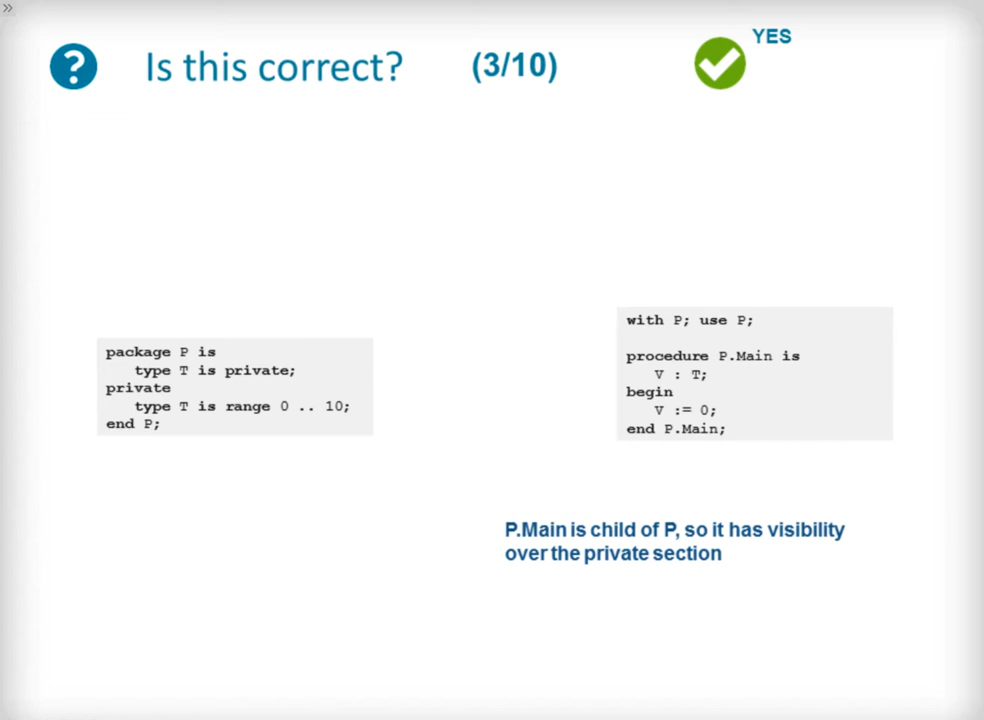 »
? Is this correct? (3/10) YES
package P is
type T is private;
private
type T is range 0 .. 10;
end P;
with P; use P;
procedure P.Main is
V : T;
begin
V := 0;
end P.Main;
P.Main is child of P, so it has visibility
over the private section